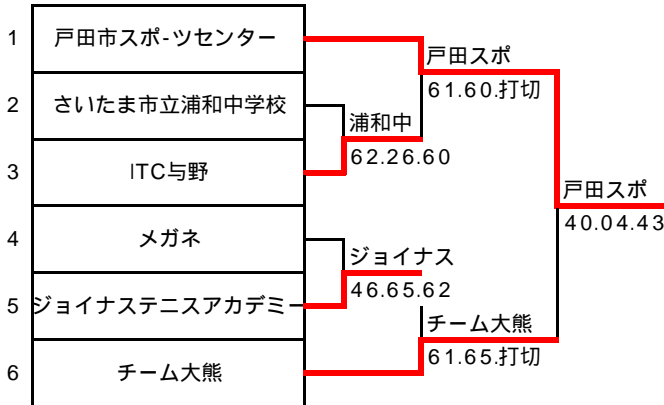 1 戸田市スポ-ツセンター
戸田スポ
61.60.打切
2 さいたま市立浦和中学校
浦和中
62.26.60
3 ITC与野
戸田スポ
40.04.43
4 メガネ
ジョイナス
46.65.62
5 ジョイナステニスアカデミー
チーム大熊
61.65.打切
6 チーム大熊